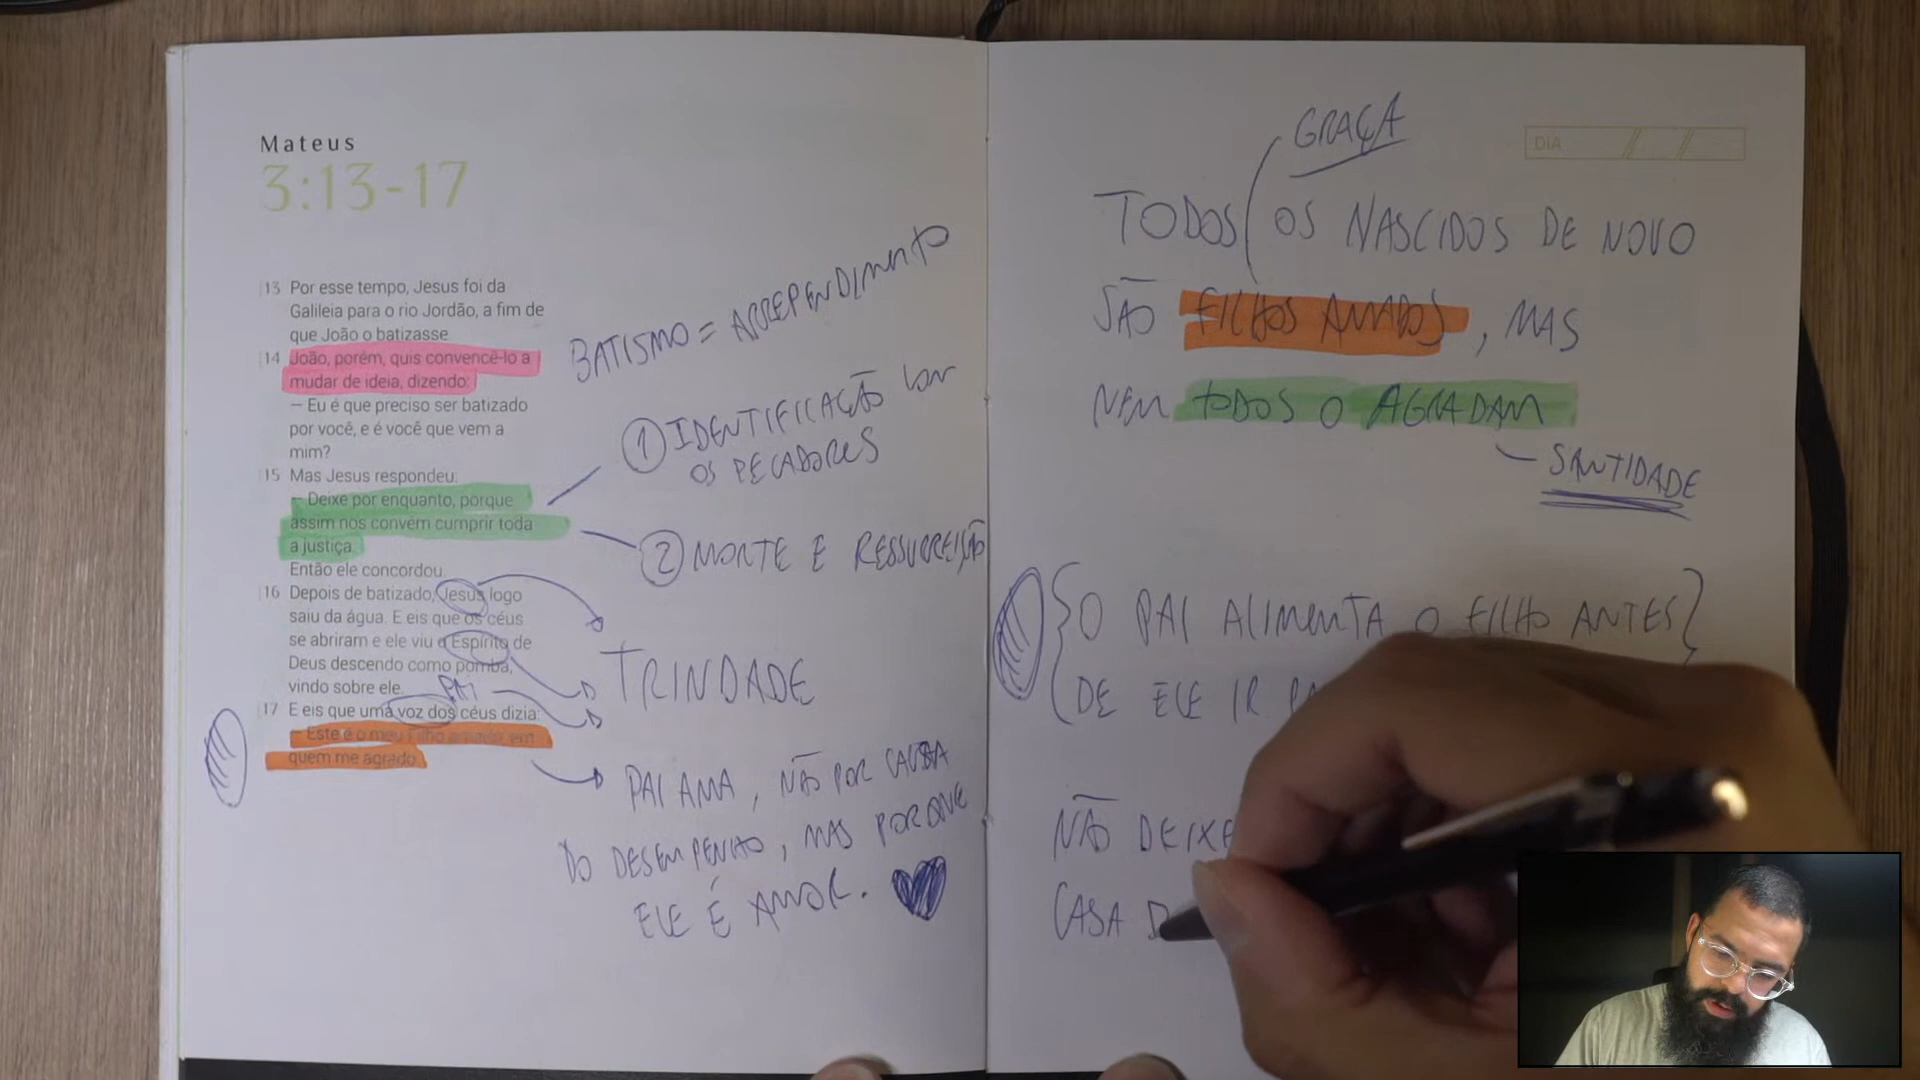 Mateus
3:13-17
13 Por esse tempo, Jesus foi da
Galileia para o rio Jordão, a fim de
que João o batizasse.
14 João, porém, quis convencê-lo a
mudar de ideia, dizendo:
– Eu é que preciso ser batizado
por você, e é você que vem a
mim?
15 Mas Jesus respondeu:
– Deixe por enquanto, porque
assim nos convém cumprir toda
a justiça.
Então ele concordou.
16 Depois de batizado, Jesus logo
saiu da água. E eis que os céus
se abriram e ele viu o Espírito de
Deus descendo como pomba,
vindo sobre ele.
PAI
17 E eis que uma voz dos céus dizia:
– Este é o meu Filho amado, em
quem me agrado.
BATISMO = ARREPENDIMENTO
1 IDENTIFICAÇÃO COM
OS PECADORES
2 MORTE E RESSURREIÇÃO
TRINDADE
PAI AMA, NÃO POR CAUSA
DO DESEMPENHO, MAS PORQUE
ELE É AMOR.
GRAÇA
DIA
TODOS OS NASCIDOS DE NOVO
SÃO FILHOS AMADOS, MAS
NEM TODOS O AGRADAM
SANTIDADE
{O PAI ALIMENTA O FILHO ANTES}
DE ELE IR
NÃO DEIXE
CASA D